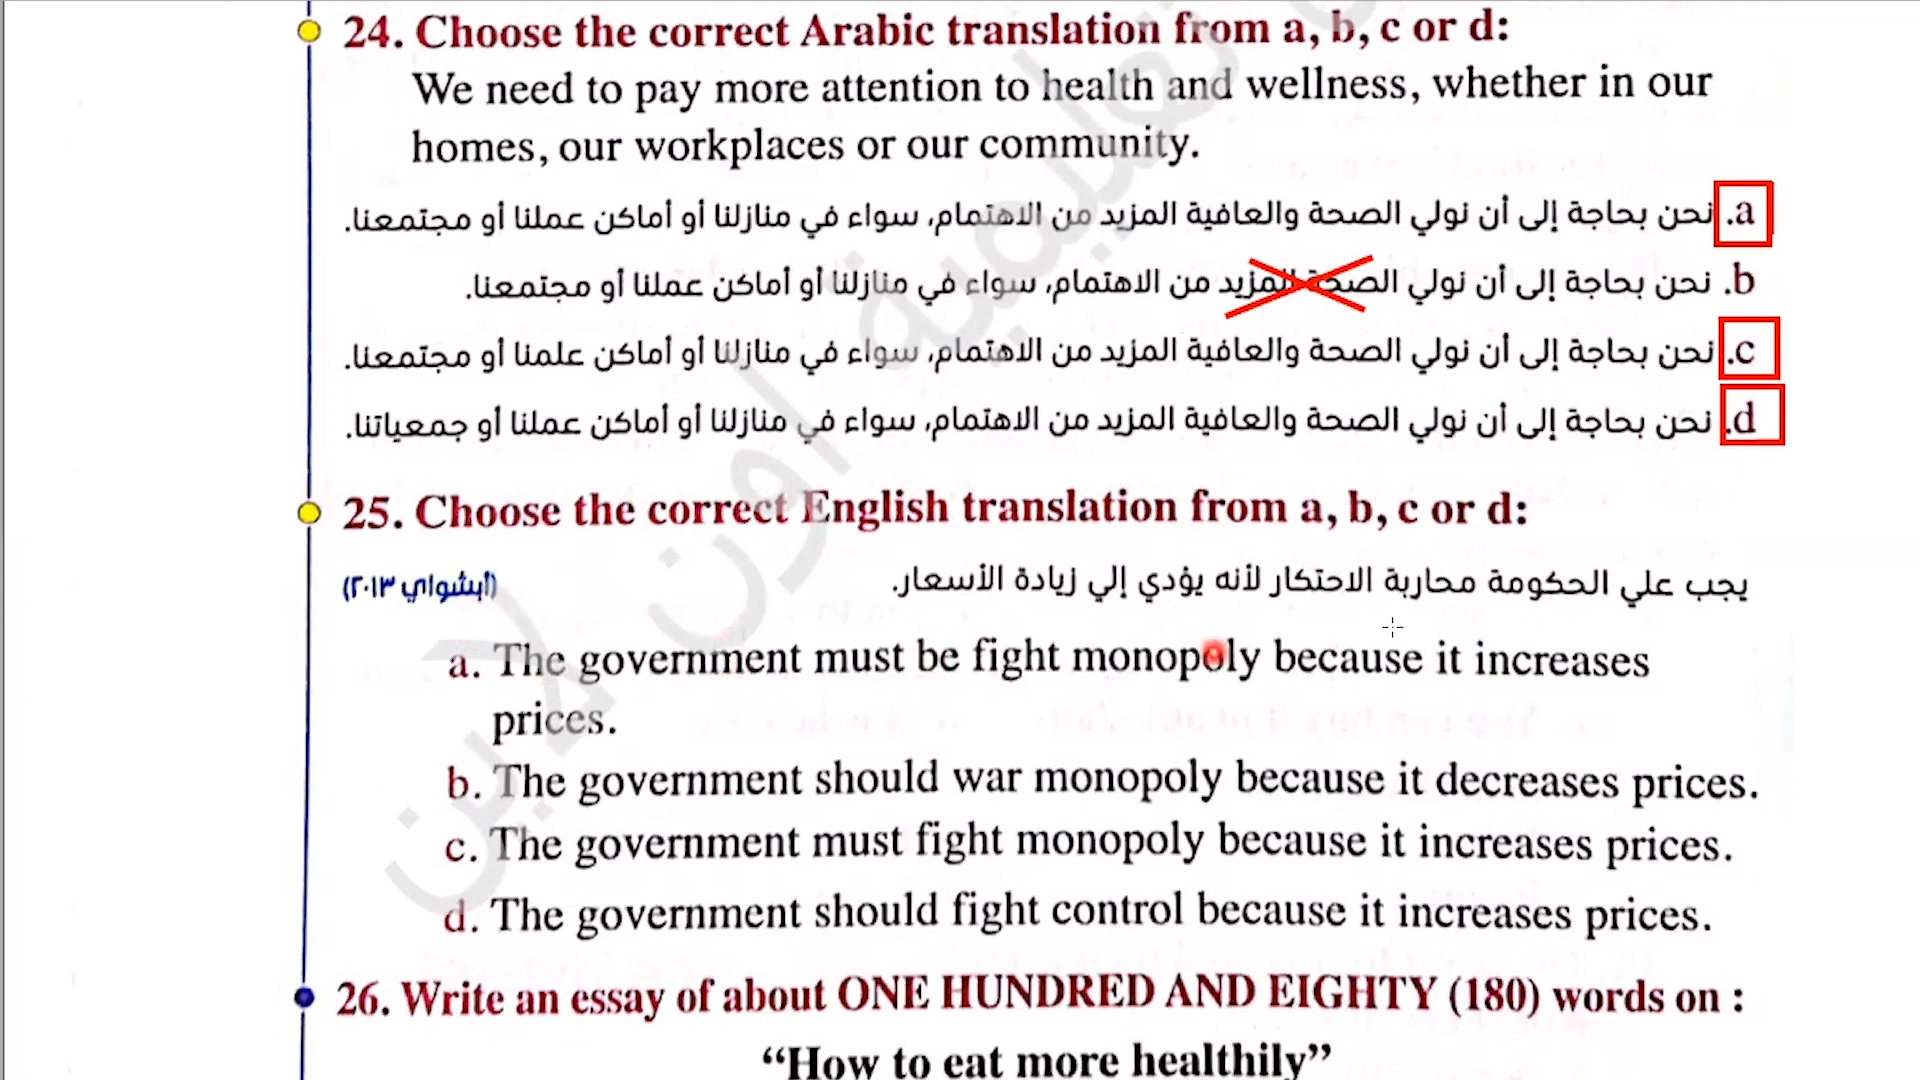 24. Choose the correct Arabic translation from a, b, c or d:
We need to pay more attention to health and wellness, whether in our
homes, our workplaces or our community.
a. نحن بحاجة إلى أن نولي الصحة والعافية المزيد من الاهتمام، سواء في منازلنا أو أماكن عملنا أو مجتمعنا.
b. نحن بحاجة إلى أن نولي الصحة المزيد من الاهتمام، سواء في منازلنا أو أماكن عملنا أو مجتمعنا.
c. نحن بحاجة إلى أن نولي الصحة والعافية المزيد من الاهتمام، سواء في منازلنا أو أماكن علمنا أو مجتمعنا.
d. نحن بحاجة إلى أن نولي الصحة والعافية المزيد من الاهتمام، سواء في منازلنا أو أماكن عملنا أو جمعياتنا.
25. Choose the correct English translation from a, b, c or d:
يجب علي الحكومة محاربة الاحتكار لأنه يؤدي إلي زيادة الأسعار. (أبشواي ٢٠١٣)
a. The government must be fight monopoly because it increases
prices.
b. The government should war monopoly because it decreases prices.
c. The government must fight monopoly because it increases prices.
d. The government should fight control because it increases prices.
26. Write an essay of about ONE HUNDRED AND EIGHTY (180) words on :
“How to eat more healthily”